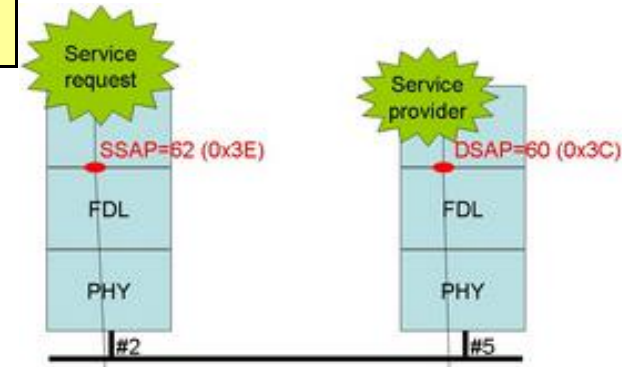 Service
request
Service
provider
SSAP=62 (0x3E)
DSAP=60 (0x3C)
FDL
FDL
PHY
PHY
#2
#5